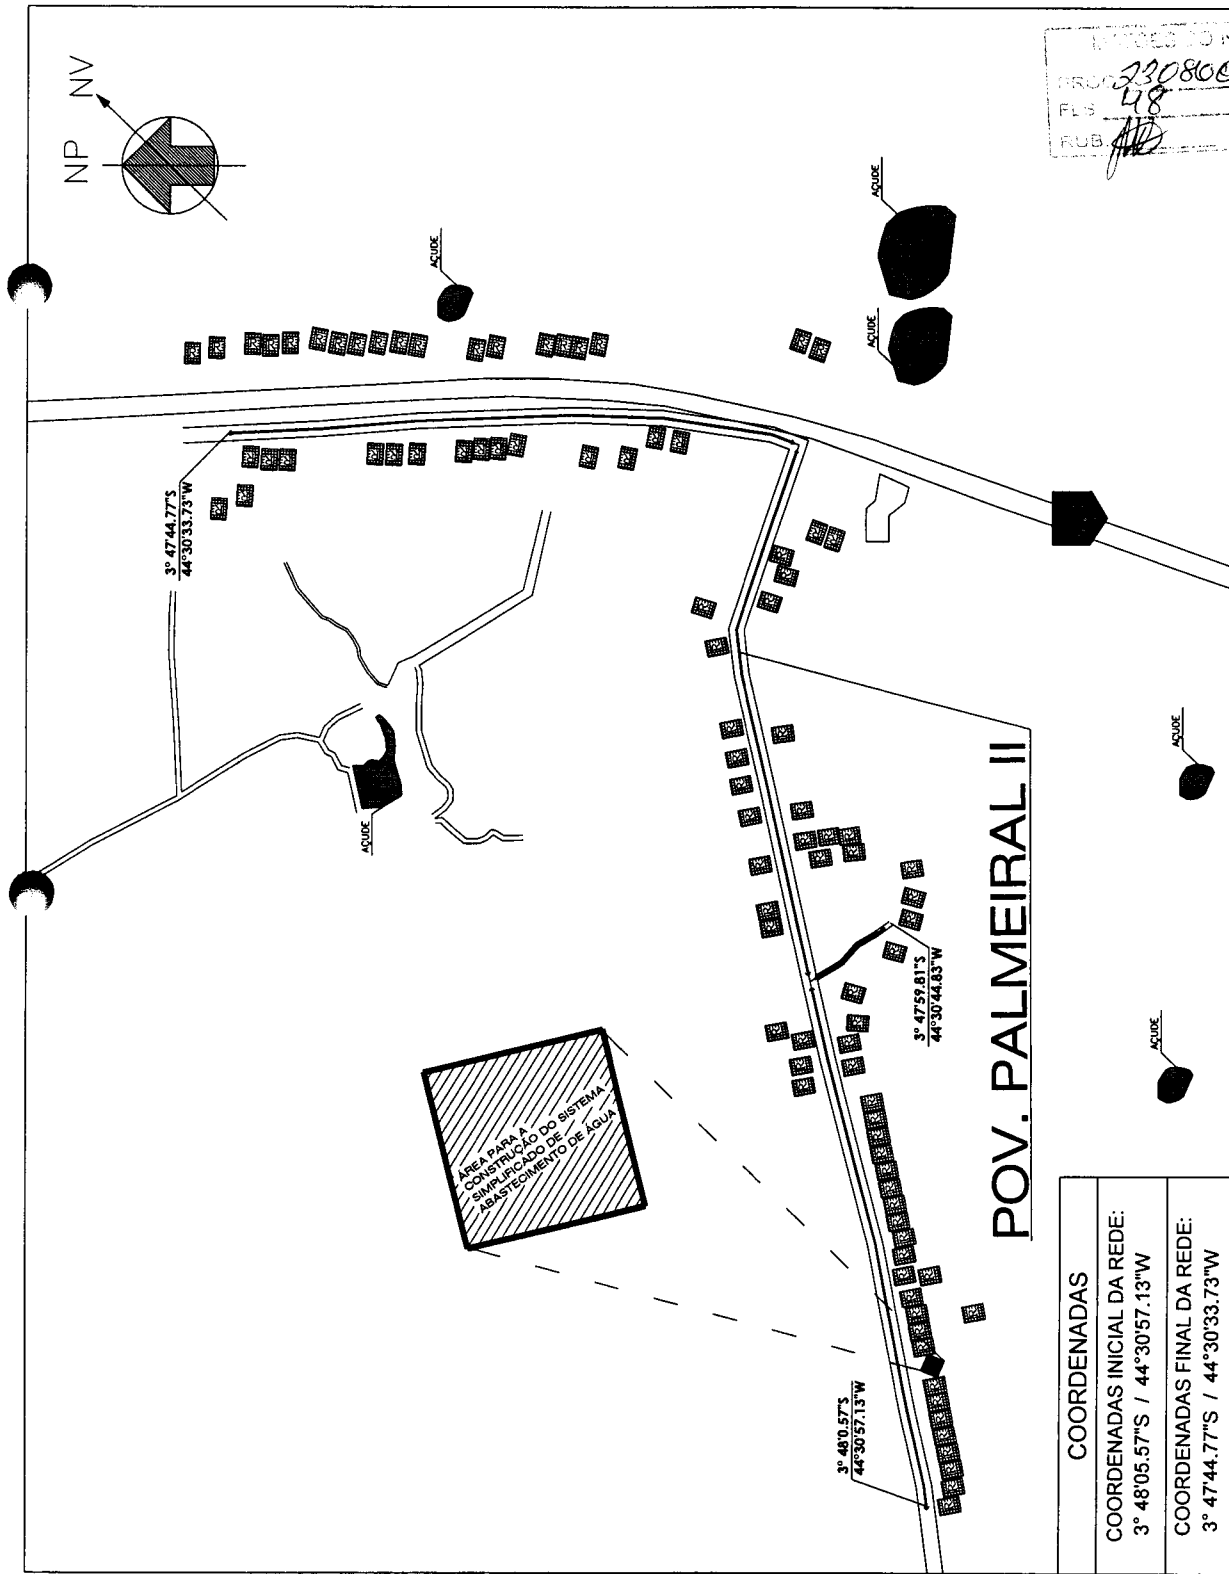 NP
NV
PROC 230806
FLS 48
RUB.
AÇUDE
AÇUDE
AÇUDE
3° 47'44.77"S
44°30'33.73"W
AÇUDE
ÁREA PARA A
CONSTRUÇÃO DO SISTEMA
SIMPLIFICADO DE
ABASTECIMENTO DE ÁGUA
3° 47'59.81"S
44°30'44.83"W
POV. PALMEIRAL II
AÇUDE
AÇUDE
3° 48'0.57"S
44°30'57.13"W
COORDENADAS
COORDENADAS INICIAL DA REDE:
3° 48'05.57"S / 44°30'57.13"W
COORDENADAS FINAL DA REDE:
3° 47'44.77"S / 44°30'33.73"W